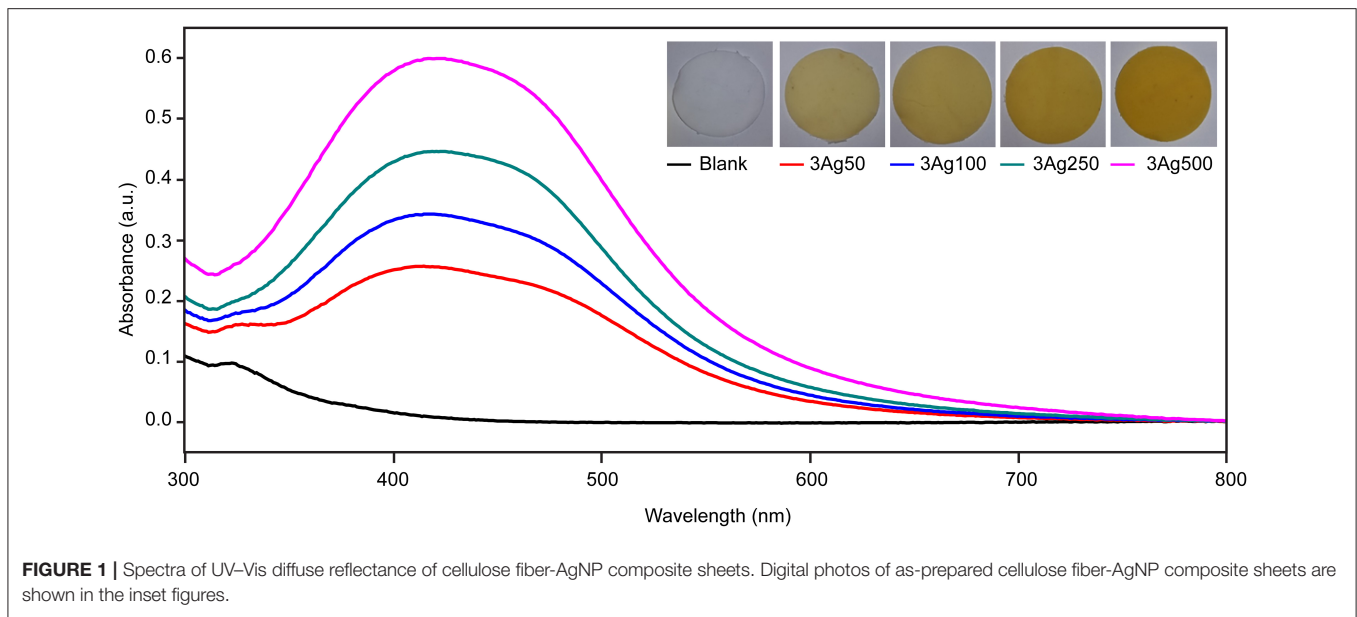 0.6
0.5
0.4
0.3
0.2
0.1
0.0
Absorbance (a.u.)
Blank 3Ag50 3Ag100 3Ag250 3Ag500
300 400 500 600 700 800
Wavelength (nm)
FIGURE 1 | Spectra of UV–Vis diffuse reflectance of cellulose fiber-AgNP composite sheets. Digital photos of as-prepared cellulose fiber-AgNP composite sheets are
shown in the inset figures.